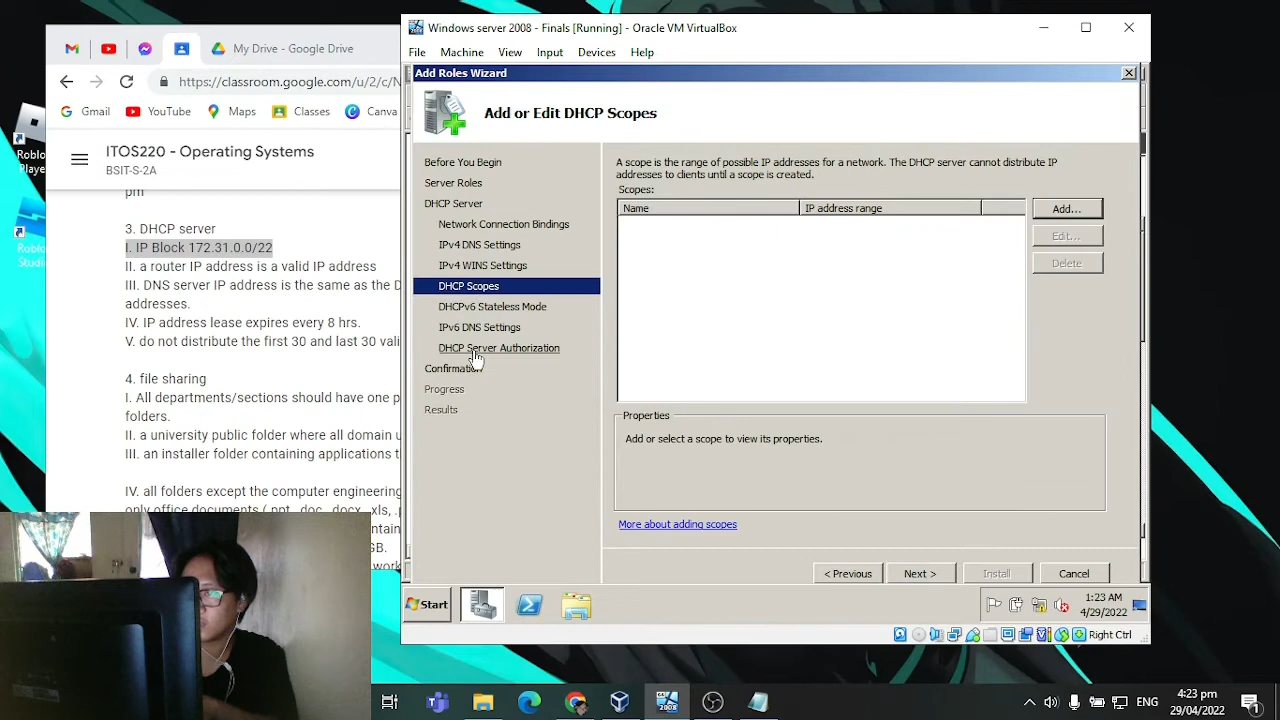 Windows server 2008 - Finals [Running] - Oracle VM VirtualBox
File Machine View Input Devices Help
My Drive - Google Drive
https://classroom.google.com/u/2/c/N
Gmail YouTube Maps Classes Canva
ITOS220 - Operating Systems
BSIT-S-2A
pm
3. DHCP server
I. IP Block 172.31.0.0/22
II. a router IP address is a valid IP address
III. DNS server IP address is the same as the D
addresses.
IV. IP address lease expires every 8 hrs.
V. do not distribute the first 30 and last 30 vali
4. file sharing
I. All departments/sections should have one p
folders.
II. a university public folder where all domain u
III. an installer folder containing applications t
IV. all folders except the computer engineering
only office documents (.ppt, .doc, .docx, .xls, .p
Roblo
Player
Roblo
Add Roles Wizard
Add or Edit DHCP Scopes
Before You Begin
Server Roles
DHCP Server
Network Connection Bindings
IPv4 DNS Settings
IPv4 WINS Settings
DHCP Scopes
DHCPv6 Stateless Mode
IPv6 DNS Settings
DHCP Server Authorization
Confirmation
Progress
Results
A scope is the range of possible IP addresses for a network. The DHCP server cannot distribute IP
addresses to clients until a scope is created.
Scopes:
Name IP address range
Add...
Edit...
Delete
Properties
Add or select a scope to view its properties.
More about adding scopes
< Previous Next > Install Cancel
Start
1:23 AM
4/29/2022
Right Ctrl
ENG
4:23 pm
29/04/2022